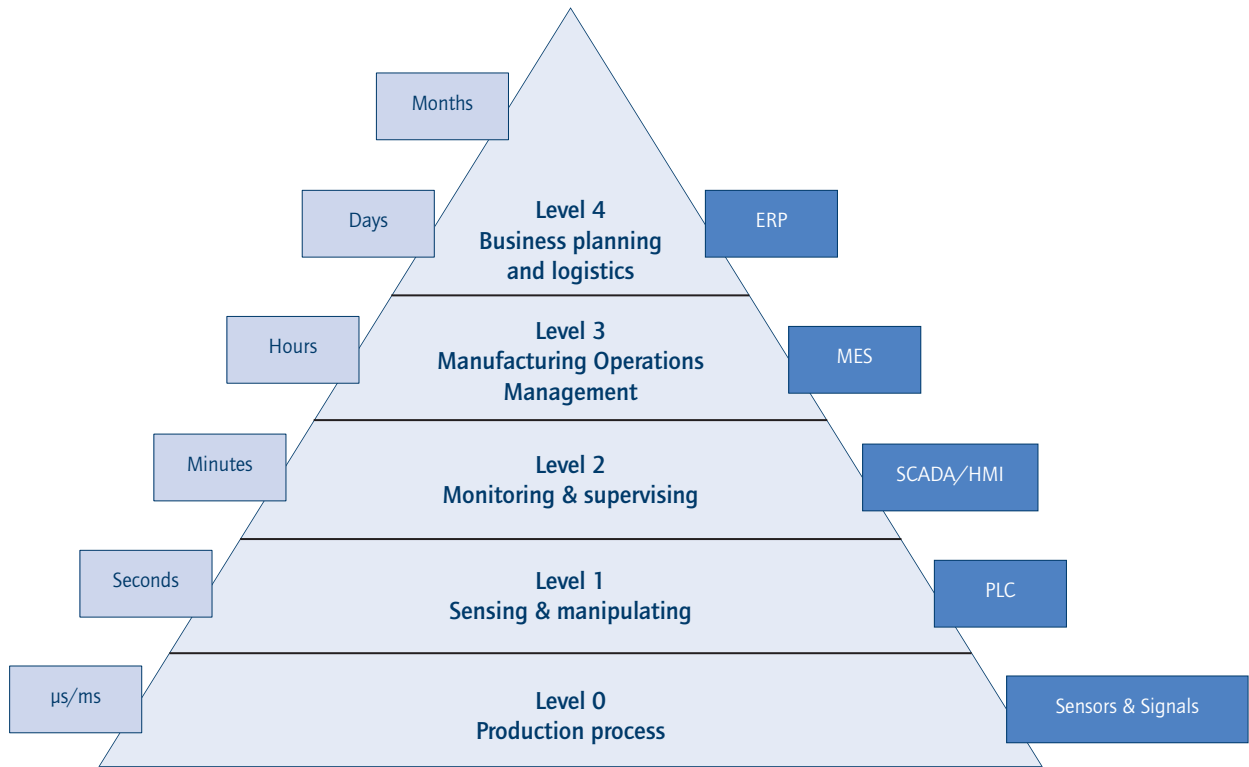 Months
Days
Level 4
Business planning
and logistics
ERP
Hours
Level 3
Manufacturing Operations
Management
MES
Minutes
Level 2
Monitoring & supervising
SCADA/HMI
Seconds
Level 1
Sensing & manipulating
PLC
µs/ms
Level 0
Production process
Sensors & Signals